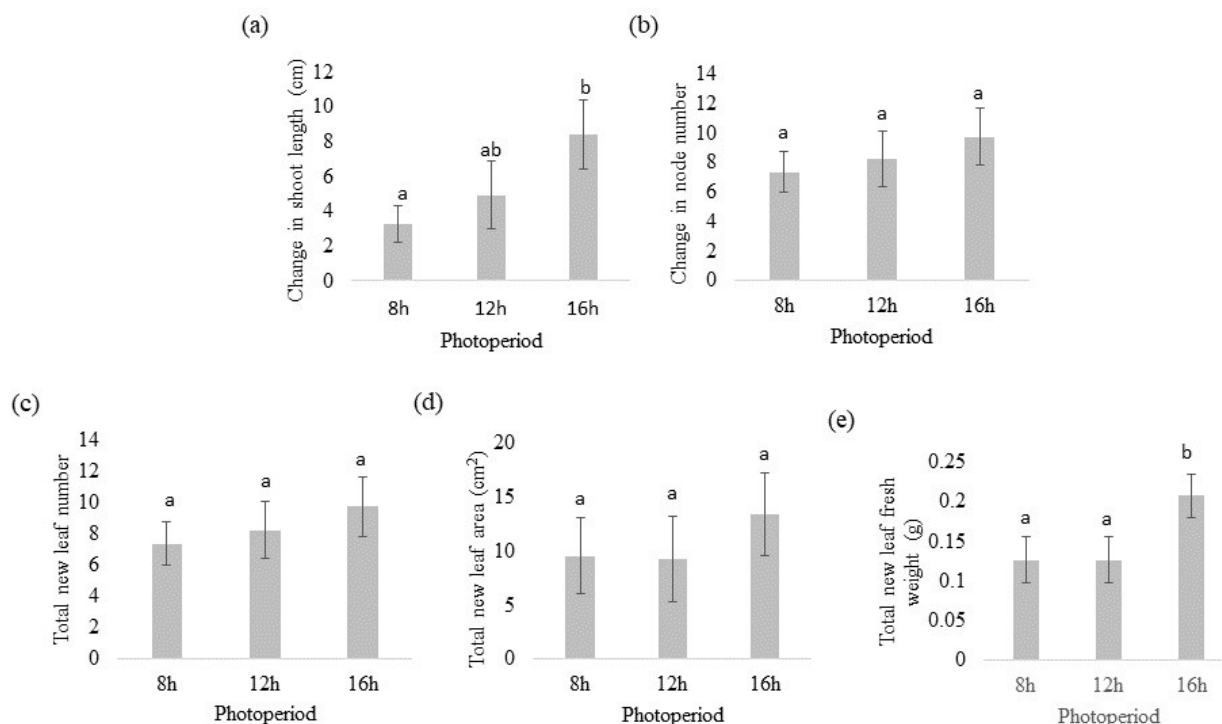 (a)
Change in shoot length (cm)
12
10
8
6
4
2
0
a
ab
b
8h 12h 16h
Photoperiod
(b)
Change in node number
14
12
10
8
6
4
2
0
a
a
a
8h 12h 16h
Photoperiod
(c)
Total new leaf number
14
12
10
8
6
4
2
0
a
a
a
8h 12h 16h
Photoperiod
(d)
Total new leaf area (cm²)
20
15
10
5
0
a
a
a
8h 12h 16h
Photoperiod
(e)
Total new leaf fresh
weight (g)
0.25
0.2
0.15
0.1
0.05
0
a
a
b
8h 12h 16h
Photoperiod